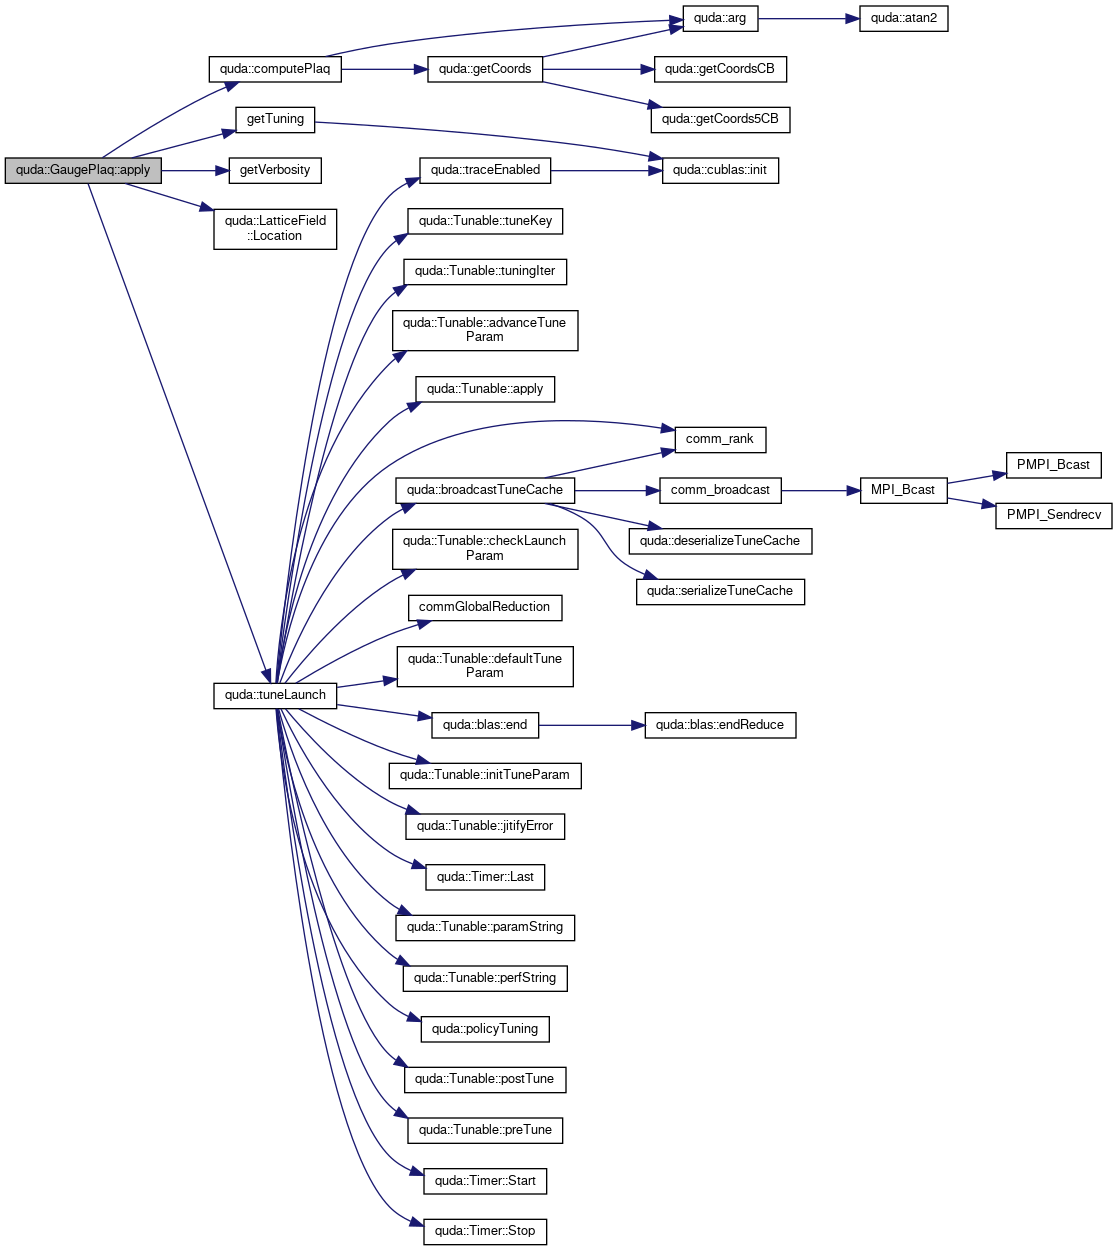 quda::GaugePlaq::apply
quda::computePlaq
quda::getCoords
quda::arg
quda::atan2
quda::getCoordsCB
quda::getCoords5CB
getTuning
quda::cublas::init
getVerbosity
quda::LatticeField
::Location
quda::tuneLaunch
quda::traceEnabled
quda::Tunable::tuneKey
quda::Tunable::tuningIter
quda::Tunable::advanceTune
Param
quda::Tunable::apply
comm_rank
quda::broadcastTuneCache
comm_broadcast
MPI_Bcast
PMPI_Bcast
PMPI_Sendrecv
quda::deserializeTuneCache
quda::serializeTuneCache
quda::Tunable::checkLaunch
Param
commGlobalReduction
quda::Tunable::defaultTune
Param
quda::blas::end
quda::blas::endReduce
quda::Tunable::initTuneParam
quda::Tunable::jitifyError
quda::Timer::Last
quda::Tunable::paramString
quda::Tunable::perfString
quda::policyTuning
quda::Tunable::postTune
quda::Tunable::preTune
quda::Timer::Start
quda::Timer::Stop